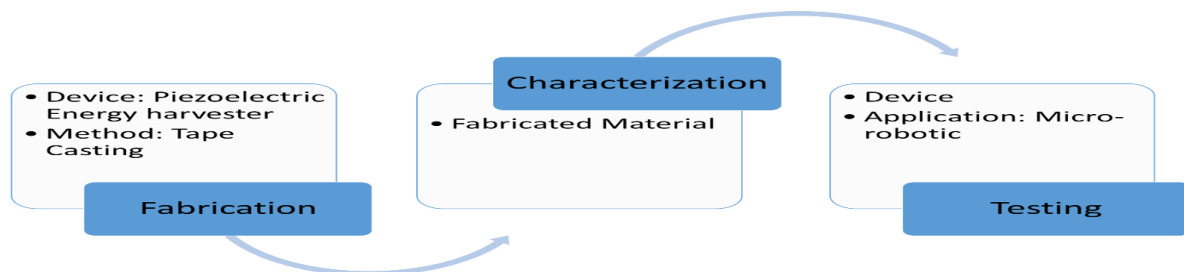 • Device: Piezoelectric
Energy harvester
• Method: Tape
Casting
Fabrication
Characterization
• Fabricated Material
• Device
• Application: Micro-
robotic
Testing